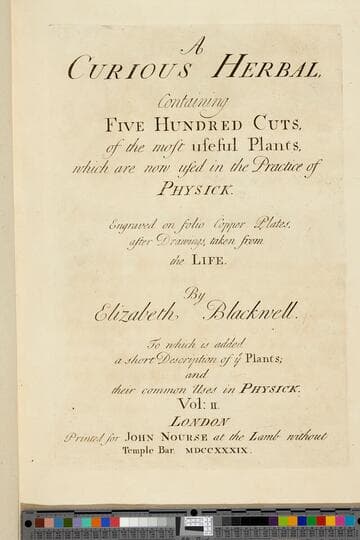 A
CURIOUS HERBAL,
Containing
FIVE HUNDRED CUTS,
of the most useful Plants,
which are now used in the Practice of
PHYSICK.
Engraved on folio Copper Plates,
after Drawings, taken from
the LIFE.
By
Elizabeth Blackwell.
To which is added
a short Description of yͤ Plants;
and
their common Uses in PHYSICK.
Vol: II.
LONDON
Printed for JOHN NOURSE at the Lamb without
Temple Bar. MDCCXXXIX.